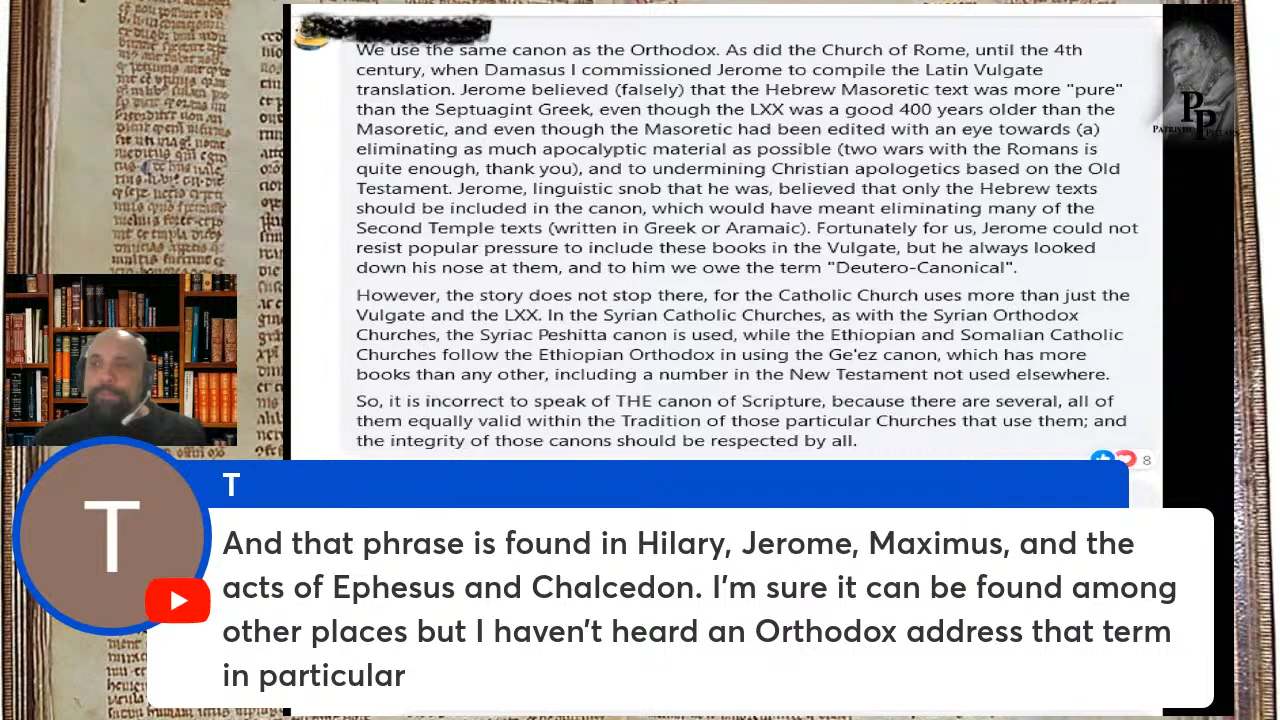 We use the same canon as the Orthodox. As did the Church of Rome, until the 4th
century, when Damasus I commissioned Jerome to compile the Latin Vulgate
translation. Jerome believed (falsely) that the Hebrew Masoretic text was more "pure"
than the Septuagint Greek, even though the LXX was a good 400 years older than the
Masoretic, and even though the Masoretic had been edited with an eye towards (a)
eliminating as much apocalyptic material as possible (two wars with the Romans is
quite enough, thank you), and to undermining Christian apologetics based on the Old
Testament. Jerome, linguistic snob that he was, believed that only the Hebrew texts
should be included in the canon, which would have meant eliminating many of the
Second Temple texts (written in Greek or Aramaic). Fortunately for us, Jerome could not
resist popular pressure to include these books in the Vulgate, but he always looked
down his nose at them, and to him we owe the term "Deutero-Canonical".
However, the story does not stop there, for the Catholic Church uses more than just the
Vulgate and the LXX. In the Syrian Catholic Churches, as with the Syrian Orthodox
Churches, the Syriac Peshitta canon is used, while the Ethiopian and Somalian Catholic
Churches follow the Ethiopian Orthodox in using the Ge'ez canon, which has more
books than any other, including a number in the New Testament not used elsewhere.
So, it is incorrect to speak of THE canon of Scripture, because there are several, all of
them equally valid within the Tradition of those particular Churches that use them; and
the integrity of those canons should be respected by all.
8
PP
T
T
And that phrase is found in Hilary, Jerome, Maximus, and the
acts of Ephesus and Chalcedon. I'm sure it can be found among
other places but I haven't heard an Orthodox address that term
in particular